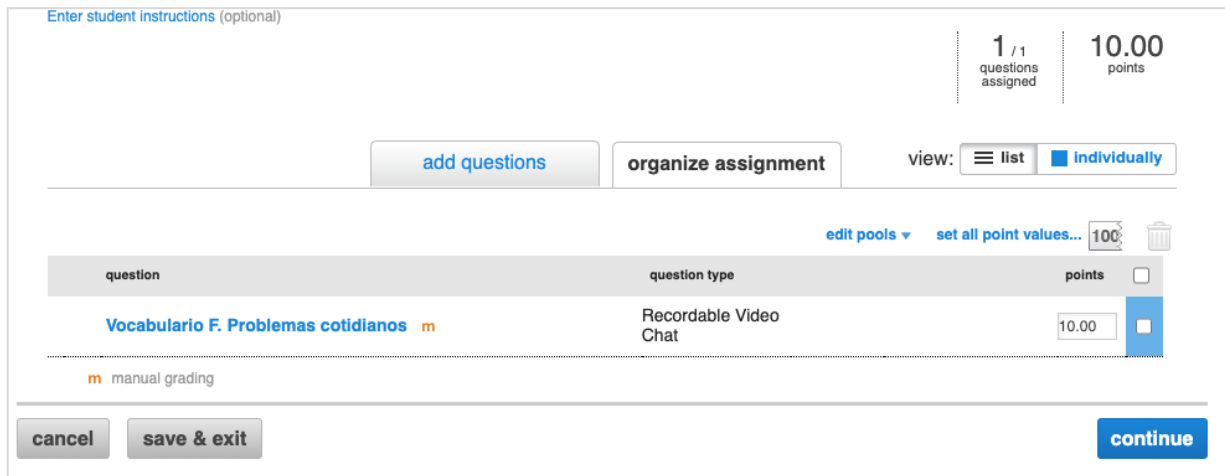 Enter student instructions (optional)
1 / 1
questions
assigned
10.00
points
add questions
organize assignment
view:
list
individually
edit pools
set all point values...
100
question
question type
points
Vocabulario F. Problemas cotidianos m
Recordable Video
Chat
10.00
m manual grading
cancel
save & exit
continue